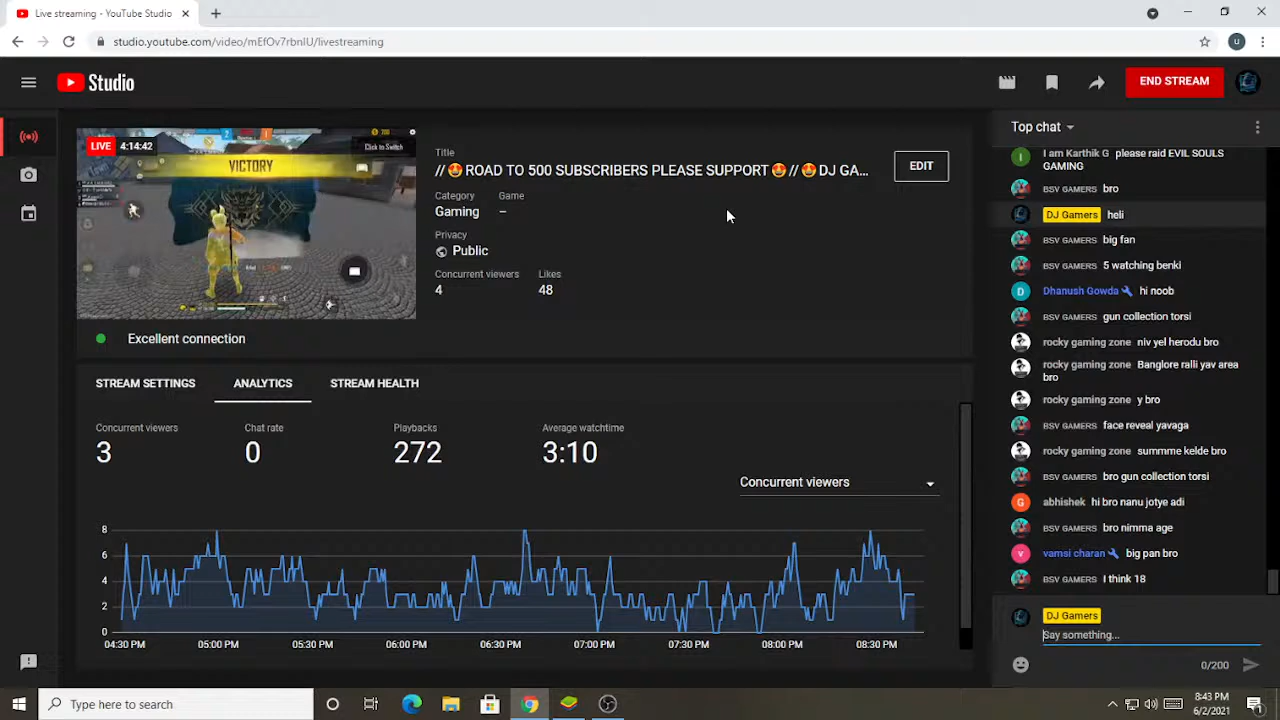 Live streaming - YouTube Studio
studio.youtube.com/video/mEfOv7rbnIU/livestreaming
u
Studio
END STREAM
LIVE 4:14:42
Click to Switch
VICTORY
Title
// 😍 ROAD TO 500 SUBSCRIBERS PLEASE SUPPORT 😍 // 😍 DJ GA...
EDIT
Category Game
Gaming –
Privacy
Public
Concurrent viewers Likes
4 48
Excellent connection
STREAM SETTINGS ANALYTICS STREAM HEALTH
Concurrent viewers Chat rate Playbacks Average watchtime
3 0 272 3:10
Concurrent viewers
8
6
4
2
0
04:30 PM 05:00 PM 05:30 PM 06:00 PM 06:30 PM 07:00 PM 07:30 PM 08:00 PM 08:30 PM
Top chat
I am Karthik G please raid EVIL SOULS
GAMING
BSV GAMERS bro
DJ Gamers heli
BSV GAMERS big fan
BSV GAMERS 5 watching benki
Dhanush Gowda hi noob
BSV GAMERS gun collection torsi
rocky gaming zone niv yel herodu bro
rocky gaming zone Banglore ralli yav area
bro
rocky gaming zone y bro
BSV GAMERS face reveal yavaga
rocky gaming zone summme kelde bro
BSV GAMERS bro gun collection torsi
abhishek hi bro nanu jotye adi
BSV GAMERS bro nimma age
vamsi charan big pan bro
BSV GAMERS I think 18
DJ Gamers
Say something...
0/200
Type here to search
8:43 PM
6/2/2021